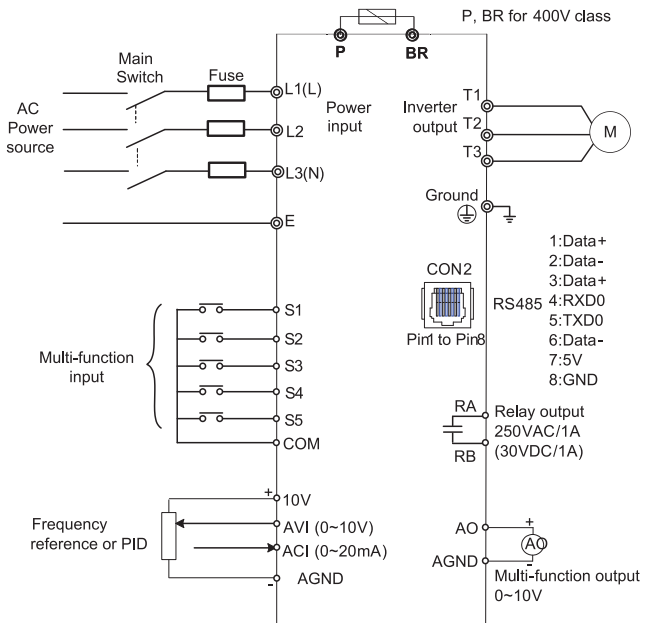 P, BR for 400V class
P
BR
Main
Switch
Fuse
AC
Power
source
L1(L)
L2
L3(N)
E
Power
input
Inverter
output
T1
T2
T3
M
Ground
CON2
Pin1 to Pin8
RS485
1:Data+
2:Data-
3:Data+
4:RXD0
5:TXD0
6:Data-
7:5V
8:GND
Multi-function
input
S1
S2
S3
S4
S5
COM
RA
RB
Relay output
250VAC/1A
(30VDC/1A)
Frequency
reference or PID
+
10V
AVI (0~10V)
ACI (0~20mA)
-
AGND
AO
+
AO
AGND
-
Multi-function output
0~10V